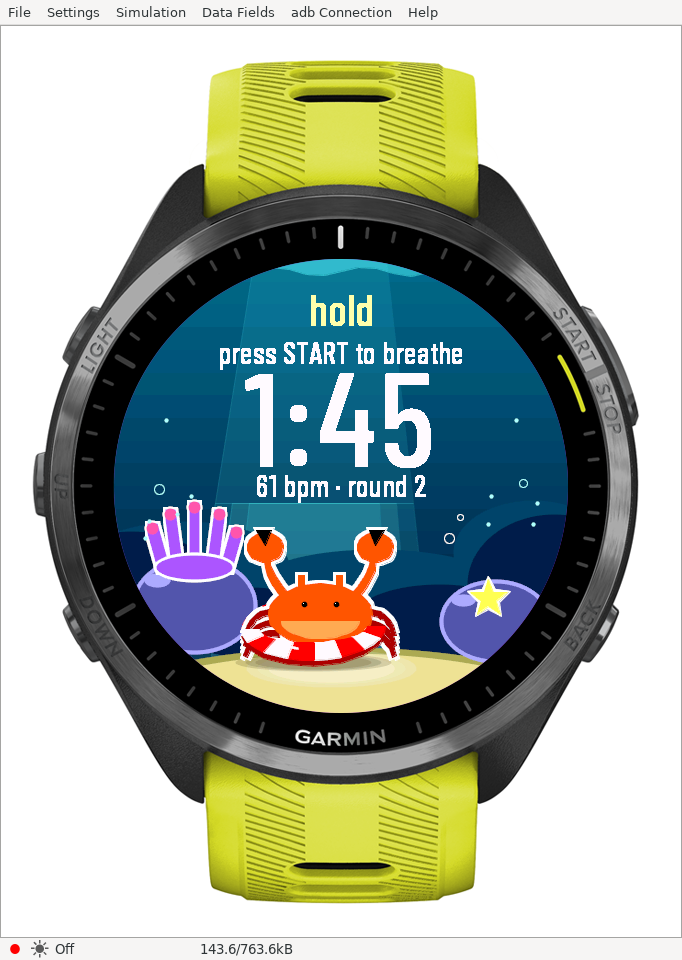 File Settings Simulation Data Fields adb Connection Help
hold
press START to breathe
1:45
61 bpm · round 2
LIGHT
START
STOP
UP
DOWN
BACK
GARMIN
Off 143.6/763.6kB